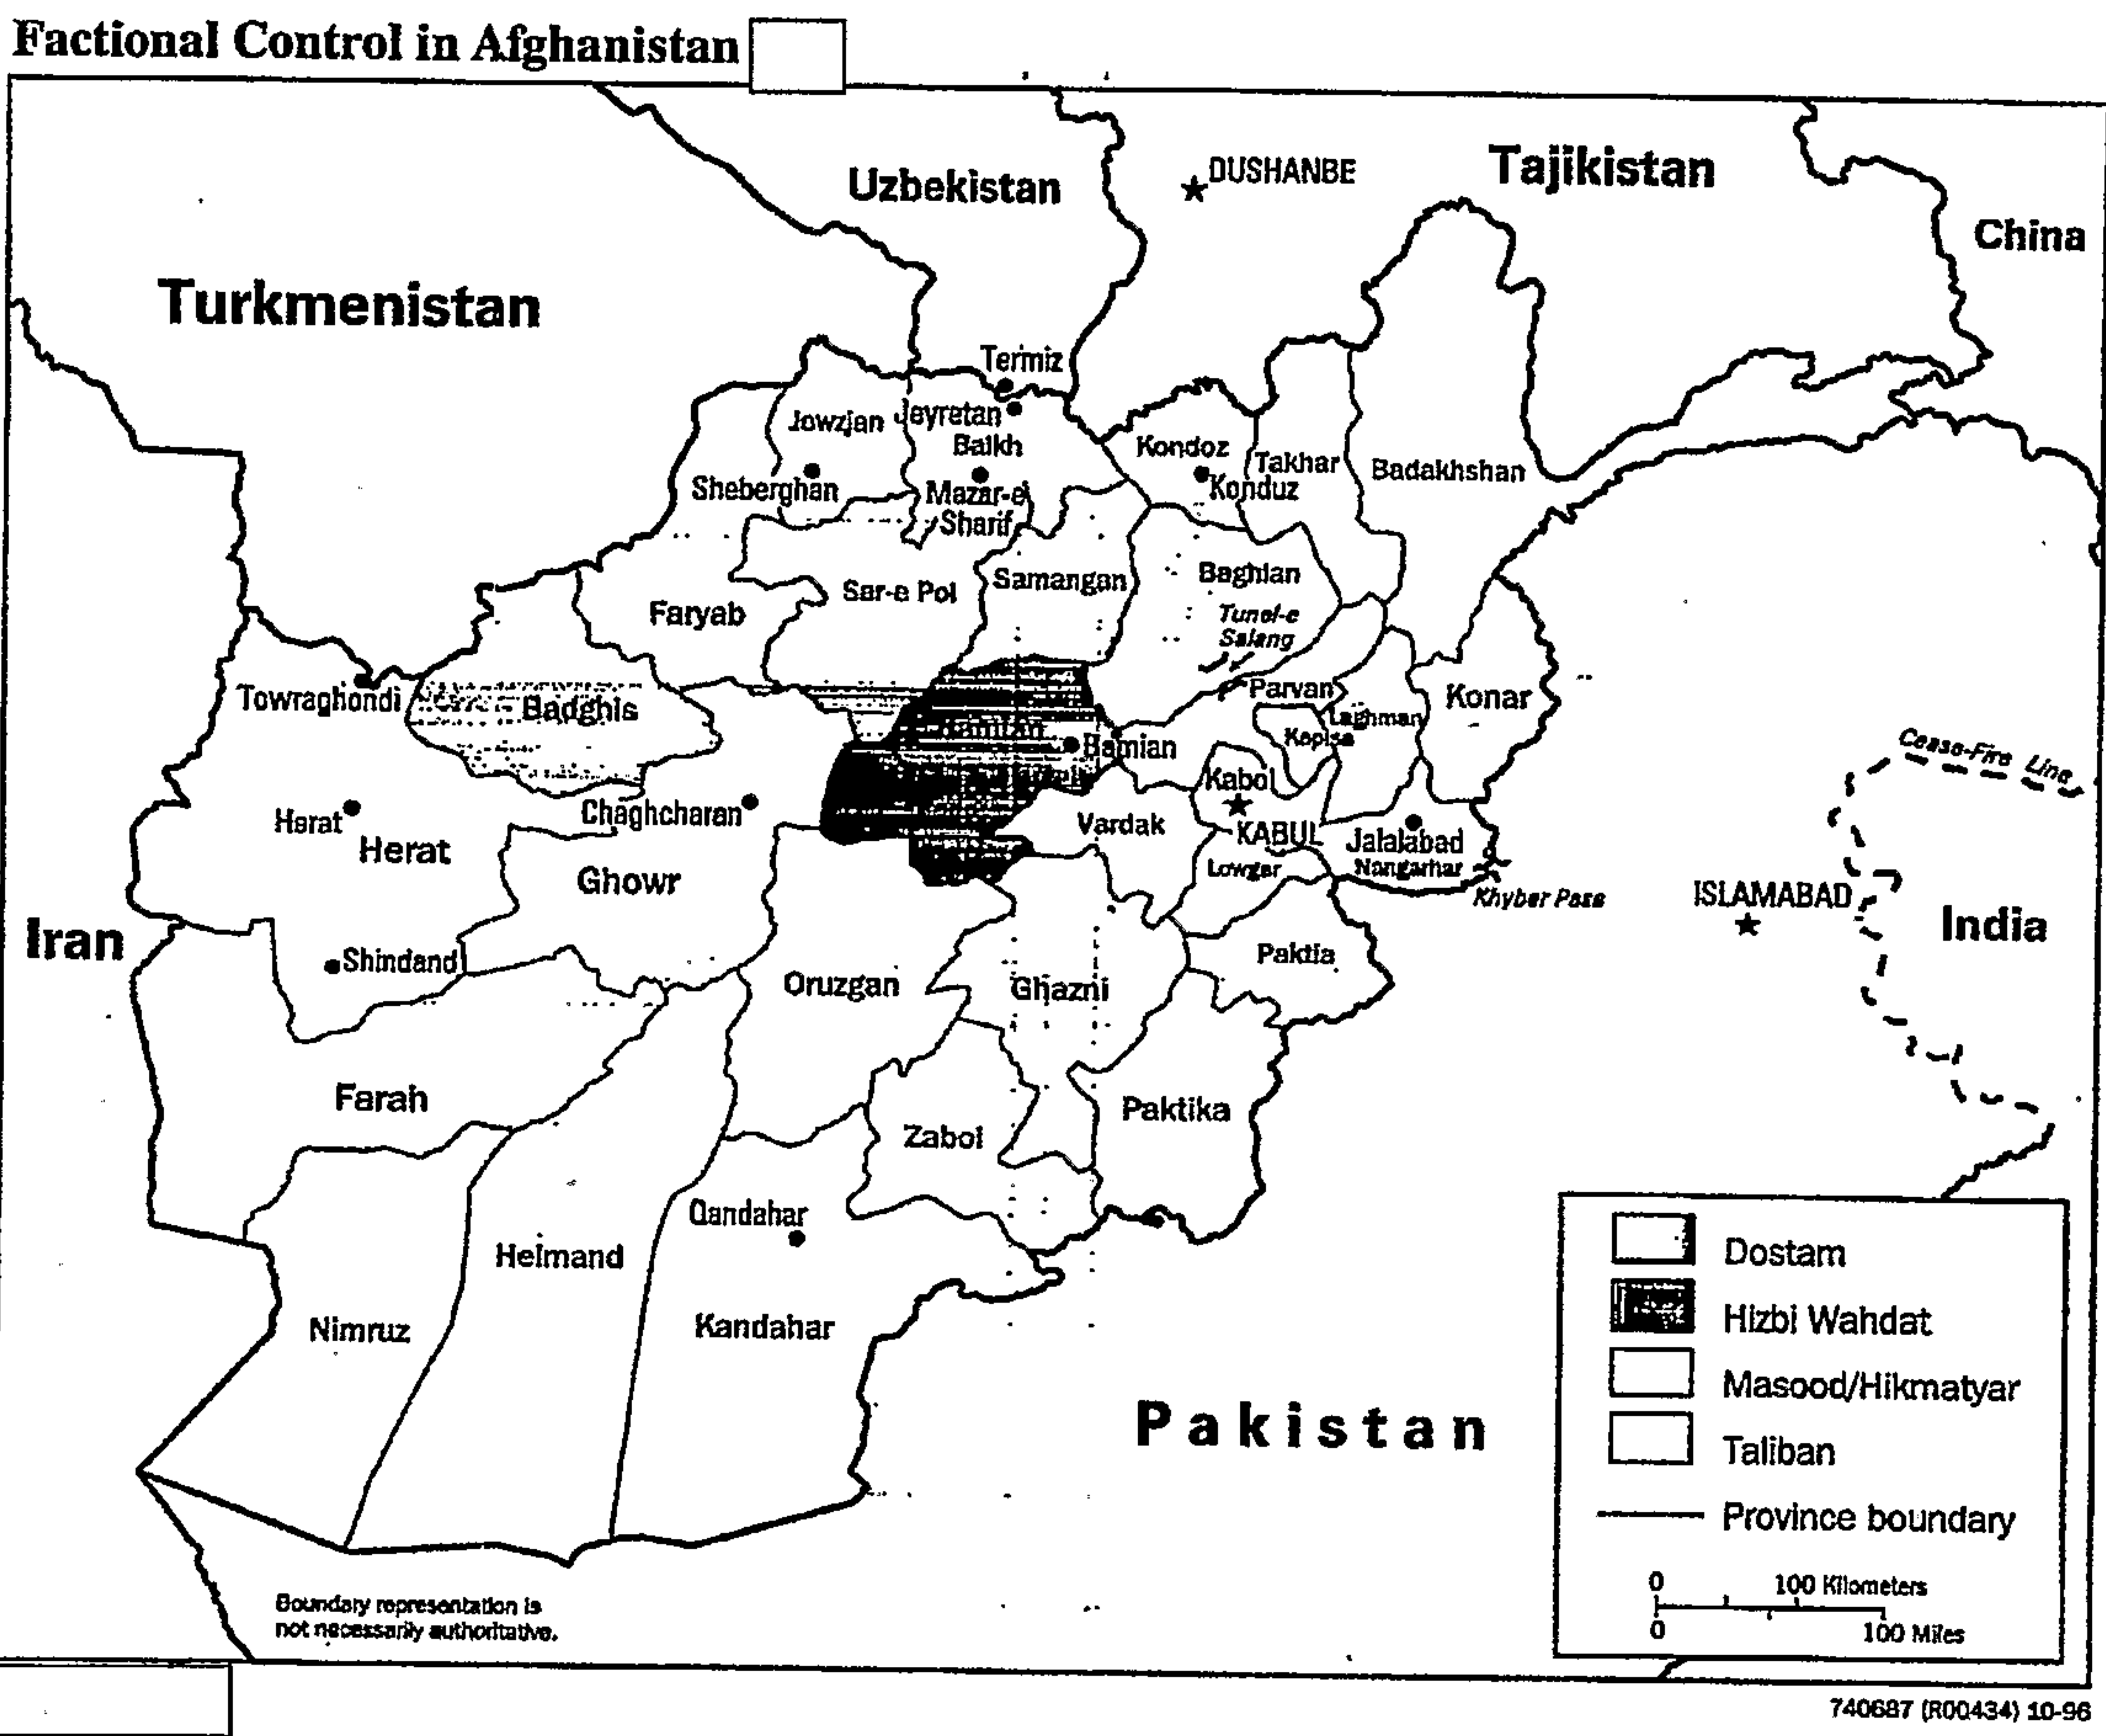 Factional Control in Afghanistan
Uzbekistan
DUSHANBE
Tajikistan
China
Turkmenistan
Termiz
Jowzjan
Jeyretan
Balkh
Kondoz
Takhar
Badakhshan
Sheberghan
Mazar-e
Sharif
Konduz
Sar-e Pol
Samangan
Baghlan
Faryab
Tunel-e
Salang
Towraghondi
Badghis
Parvan
Konar
Laghman
Bamian
Bamian
Kapisa
Cease-Fire Line
Kabol
Chaghcharan
Harat
Herat
Vardak
KABUL
Jalalabad
Lowgar
Nangarhar
Ghowr
Khyber Pass
ISLAMABAD
India
Iran
Shindand
Oruzgan
Ghazni
Paktia
Farah
Paktika
Zabol
Qandahar
Helmand
Nimruz
Kandahar
Pakistan
Dostam
Hizbi Wahdat
Masood/Hikmatyar
Taliban
Province boundary
0 100 Kilometers
0 100 Miles
Boundary representation is
not necessarily authoritative.
740687 (R00434) 10-96